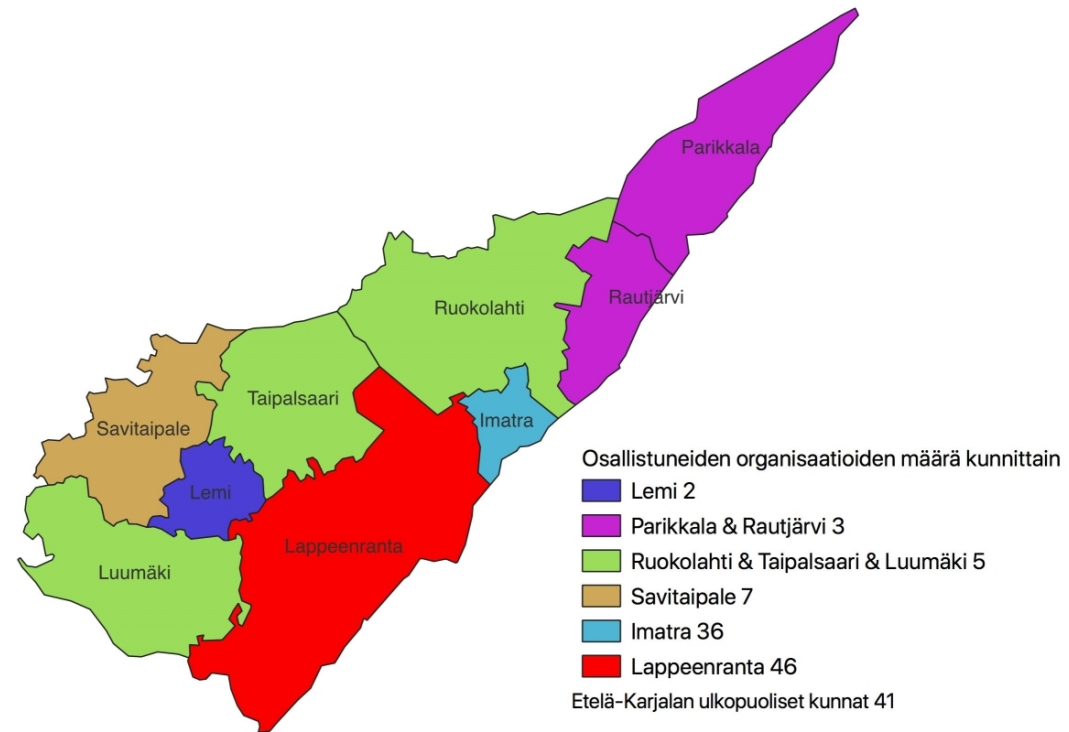 Parikkala
Rautjärvi
Ruokolahti
Taipalsaari
Imatra
Savitaipale
Lemi
Lappeenranta
Luumäki
Osallistuneiden organisaatioiden määrä kunnittain
Lemi 2
Parikkala & Rautjärvi 3
Ruokolahti & Taipalsaari & Luumäki 5
Savitaipale 7
Imatra 36
Lappeenranta 46
Etelä-Karjalan ulkopuoliset kunnat 41